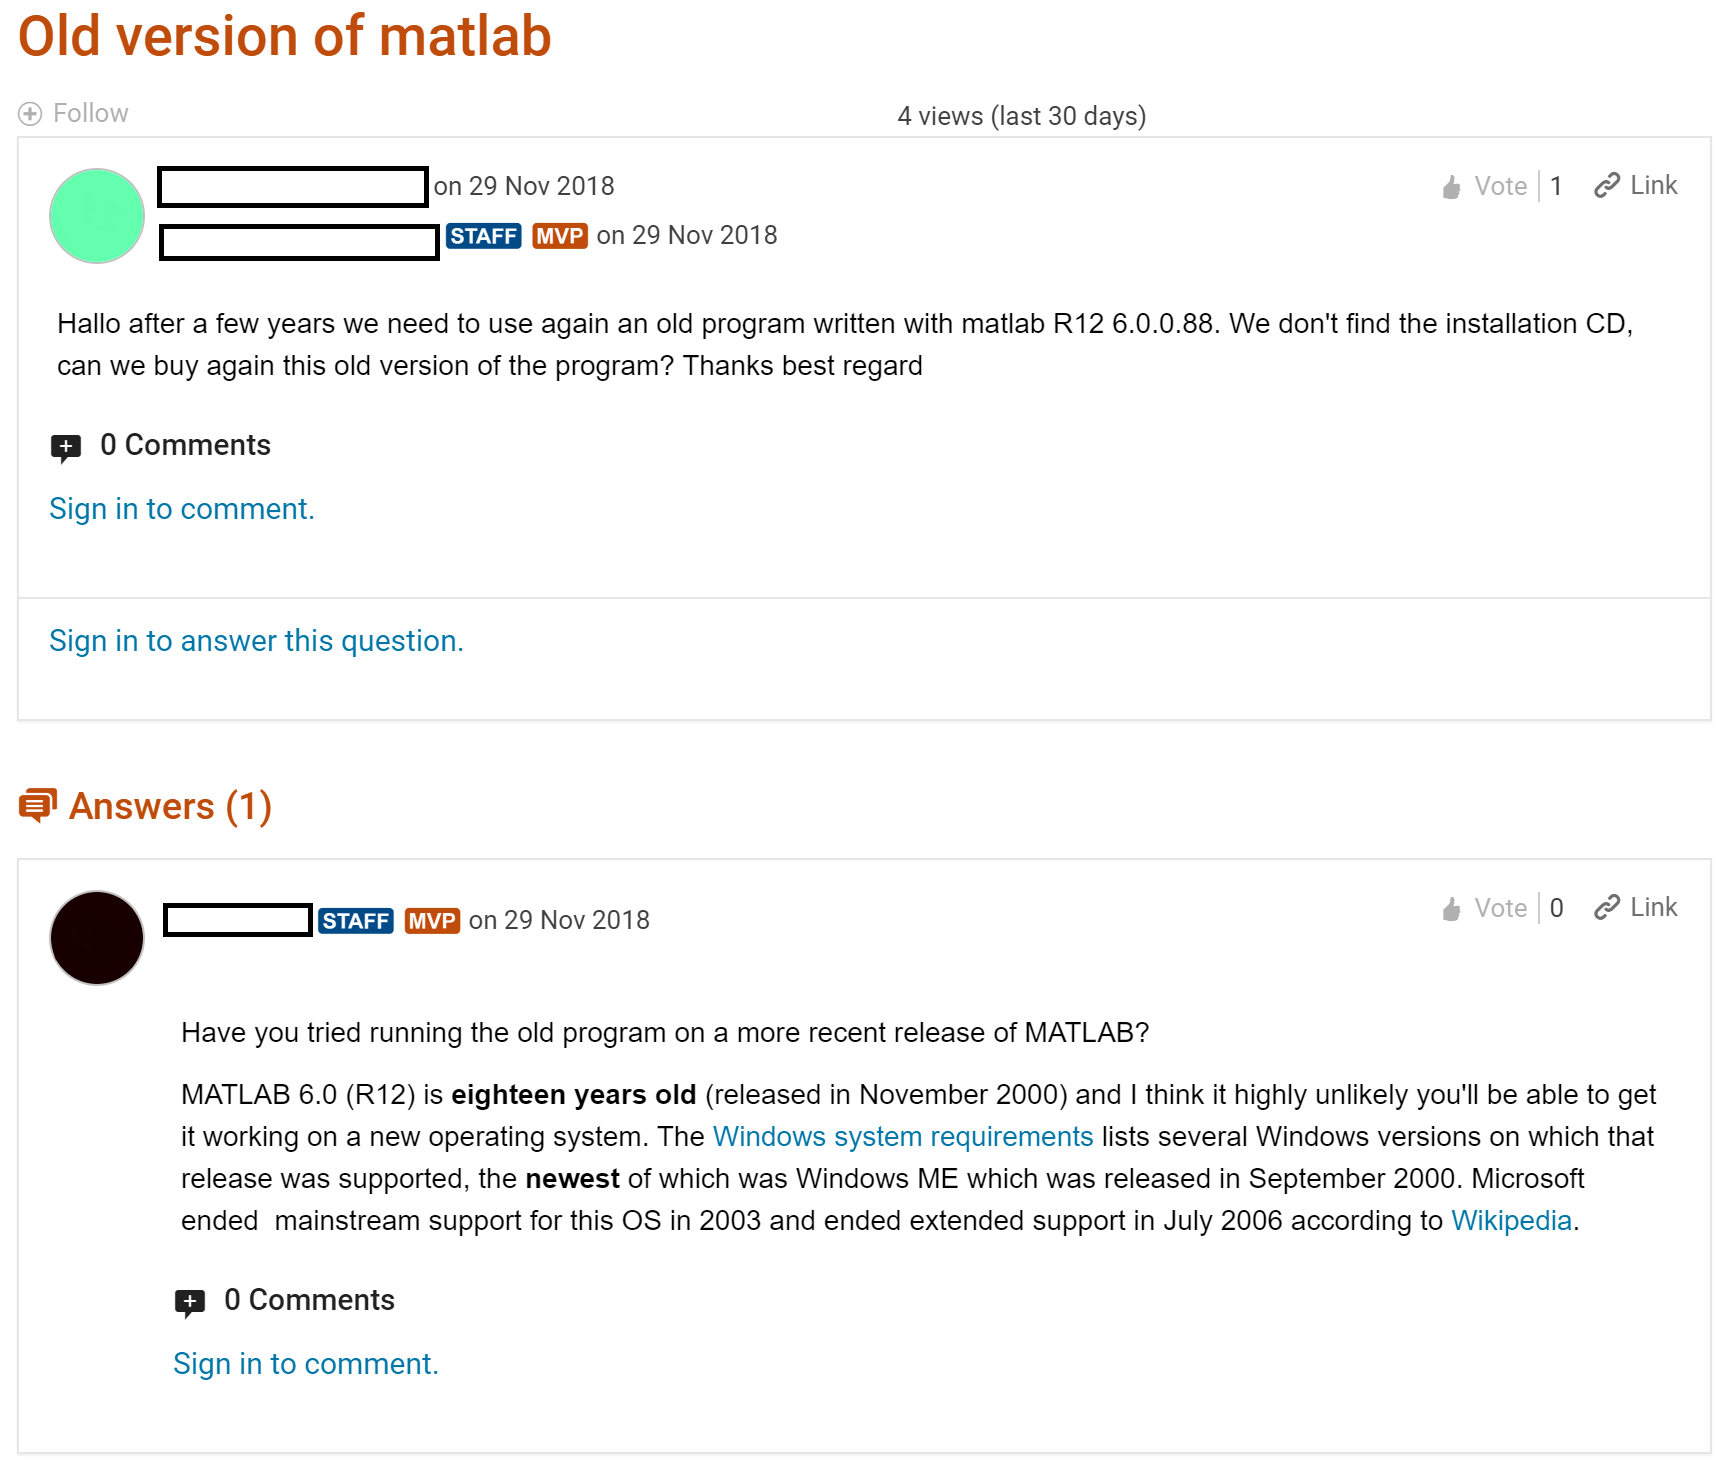 Old version of matlab
Follow
4 views (last 30 days)
on 29 Nov 2018
Vote 1 Link
STAFF MVP on 29 Nov 2018
Hallo after a few years we need to use again an old program written with matlab R12 6.0.0.88. We don't find the installation CD,
can we buy again this old version of the program? Thanks best regard
0 Comments
Sign in to comment.
Sign in to answer this question.
Answers (1)
STAFF MVP on 29 Nov 2018
Vote 0 Link
Have you tried running the old program on a more recent release of MATLAB?
MATLAB 6.0 (R12) is eighteen years old (released in November 2000) and I think it highly unlikely you'll be able to get
it working on a new operating system. The Windows system requirements lists several Windows versions on which that
release was supported, the newest of which was Windows ME which was released in September 2000. Microsoft
ended  mainstream support for this OS in 2003 and ended extended support in July 2006 according to Wikipedia.
0 Comments
Sign in to comment.